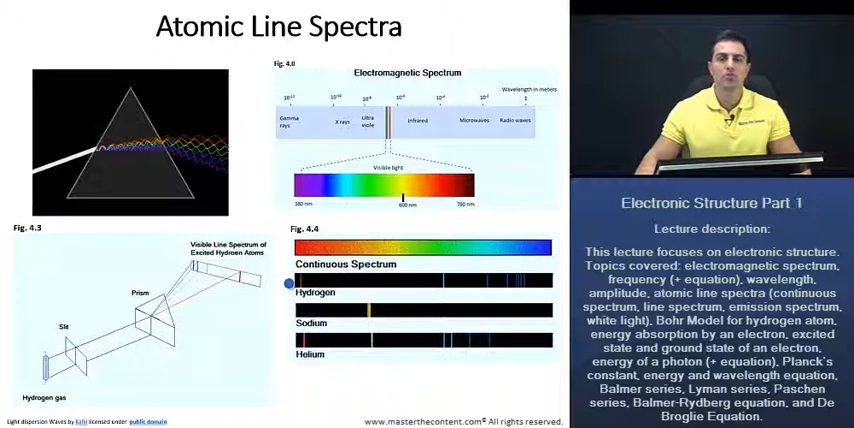 Atomic Line Spectra
Fig. 4.0
Electromagnetic Spectrum
Wavelength in meters
Gamma rays
X rays
Ultra viole
Infrared
Microwaves
Radio waves
Visible light
380 nm
600 nm
780 nm
Fig. 4.3
Visible Line Spectrum of
Excited Hydroen Atoms
Prism
Slit
Hydrogen gas
Fig. 4.4
Continuous Spectrum
Hydrogen
Sodium
Helium
Light dispersion Waves by Kalki licensed under public domain
www.masterthecontent.com© All rights reserved.
Electronic Structure Part 1
Lecture description:
This lecture focuses on electronic structure.
Topics covered: electromagnetic spectrum,
frequency (+ equation), wavelength,
amplitude, atomic line spectra (continuous
spectrum, line spectrum, emission spectrum,
white light), Bohr Model for hydrogen atom,
energy absorption by an electron, excited
state and ground state of an electron,
energy of a photon (+ equation), Planck's
constant, energy and wavelength equation,
Balmer series, Lyman series, Paschen
series, Balmer-Rydberg equation, and De
Broglie Equation.